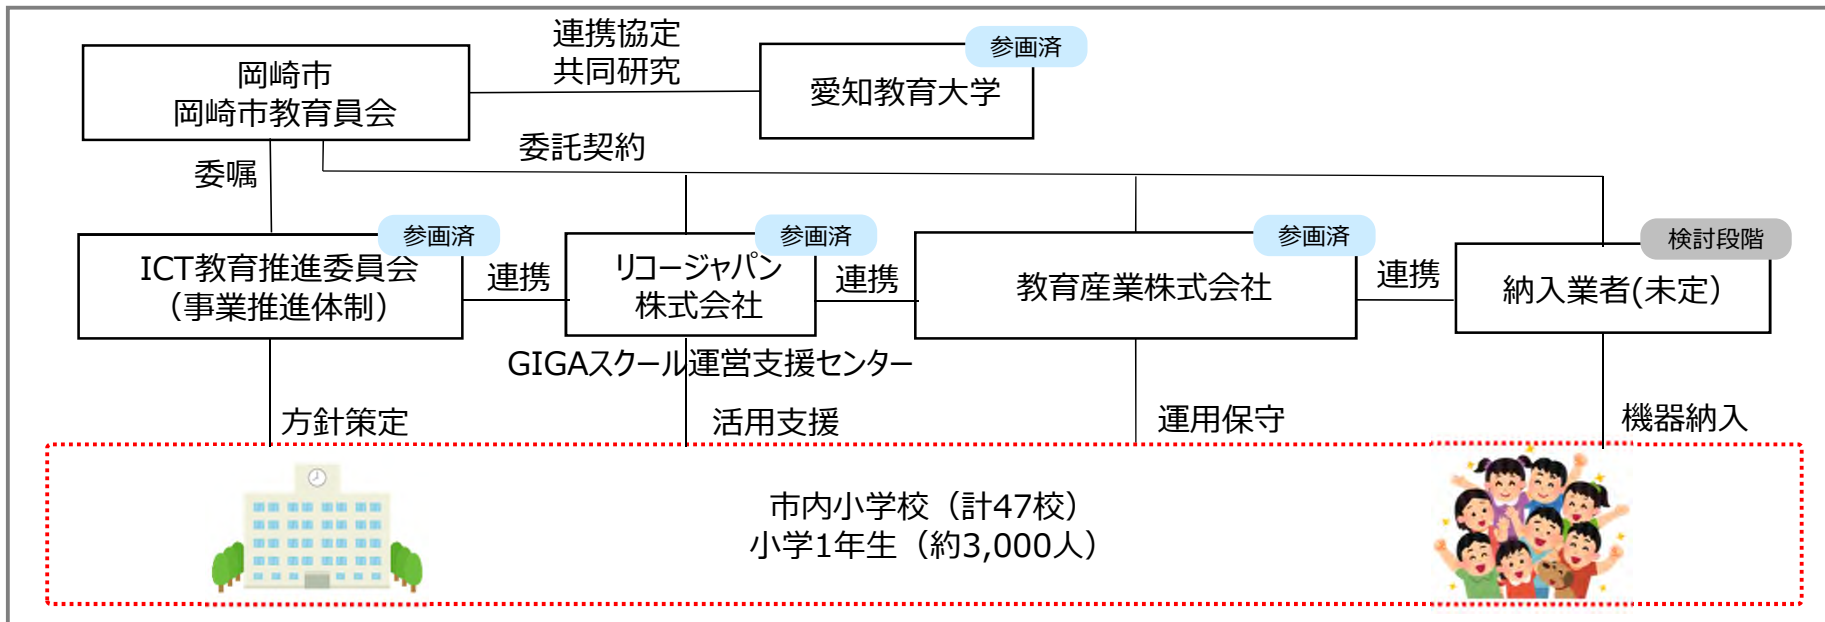 連携協定
共同研究
参画済
岡崎市
岡崎市教育員会
愛知教育大学
委嘱
委託契約
参画済
参画済
参画済
検討段階
ICT教育推進委員会
（事業推進体制）
連携
リコージャパン
株式会社
連携
教育産業株式会社
連携
納入業者(未定）
GIGAスクール運営支援センター
方針策定
活用支援
運用保守
機器納入
市内小学校（計47校）
小学1年生（約3,000人）